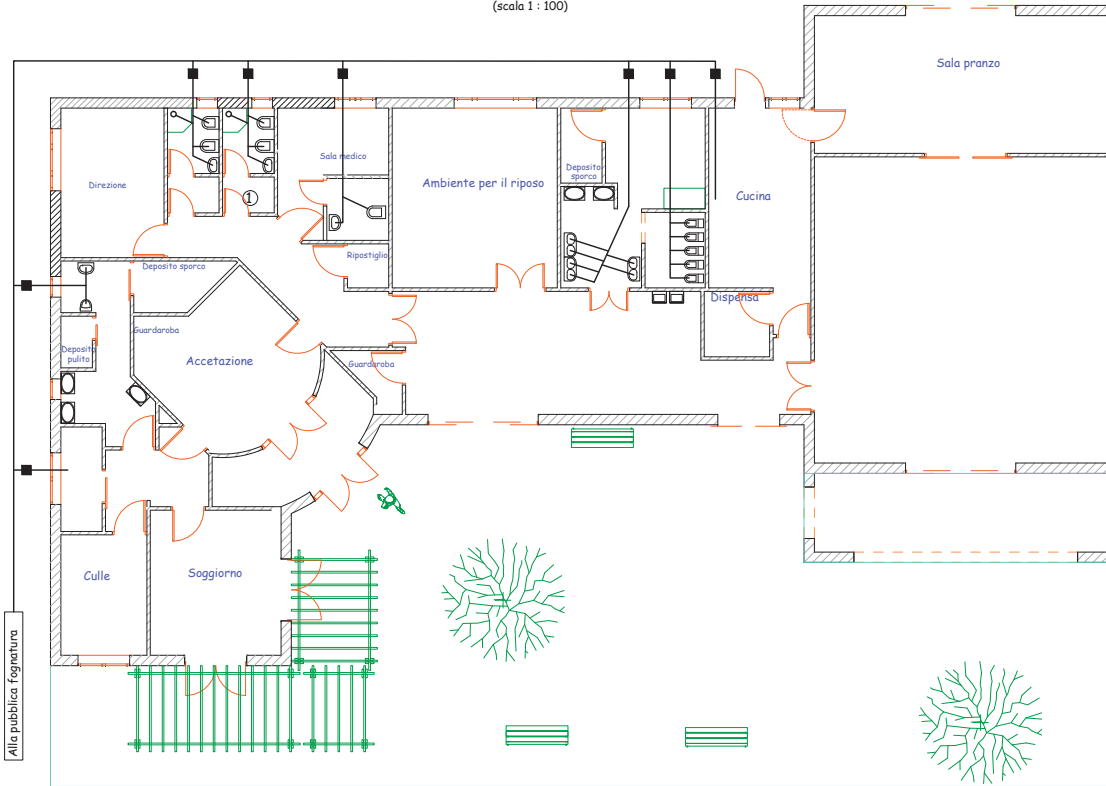 (scala 1 : 100)
Sala pranzo
Sala medico
Direzione
Ambiente per il riposo
Deposito
sporco
Cucina
1
Ripostiglio
Deposito sporco
Dispensa
Guardaroba
Deposito
pulito
Accetazione
Guardaroba
Culle
Soggiorno
Alla pubblica fognatura